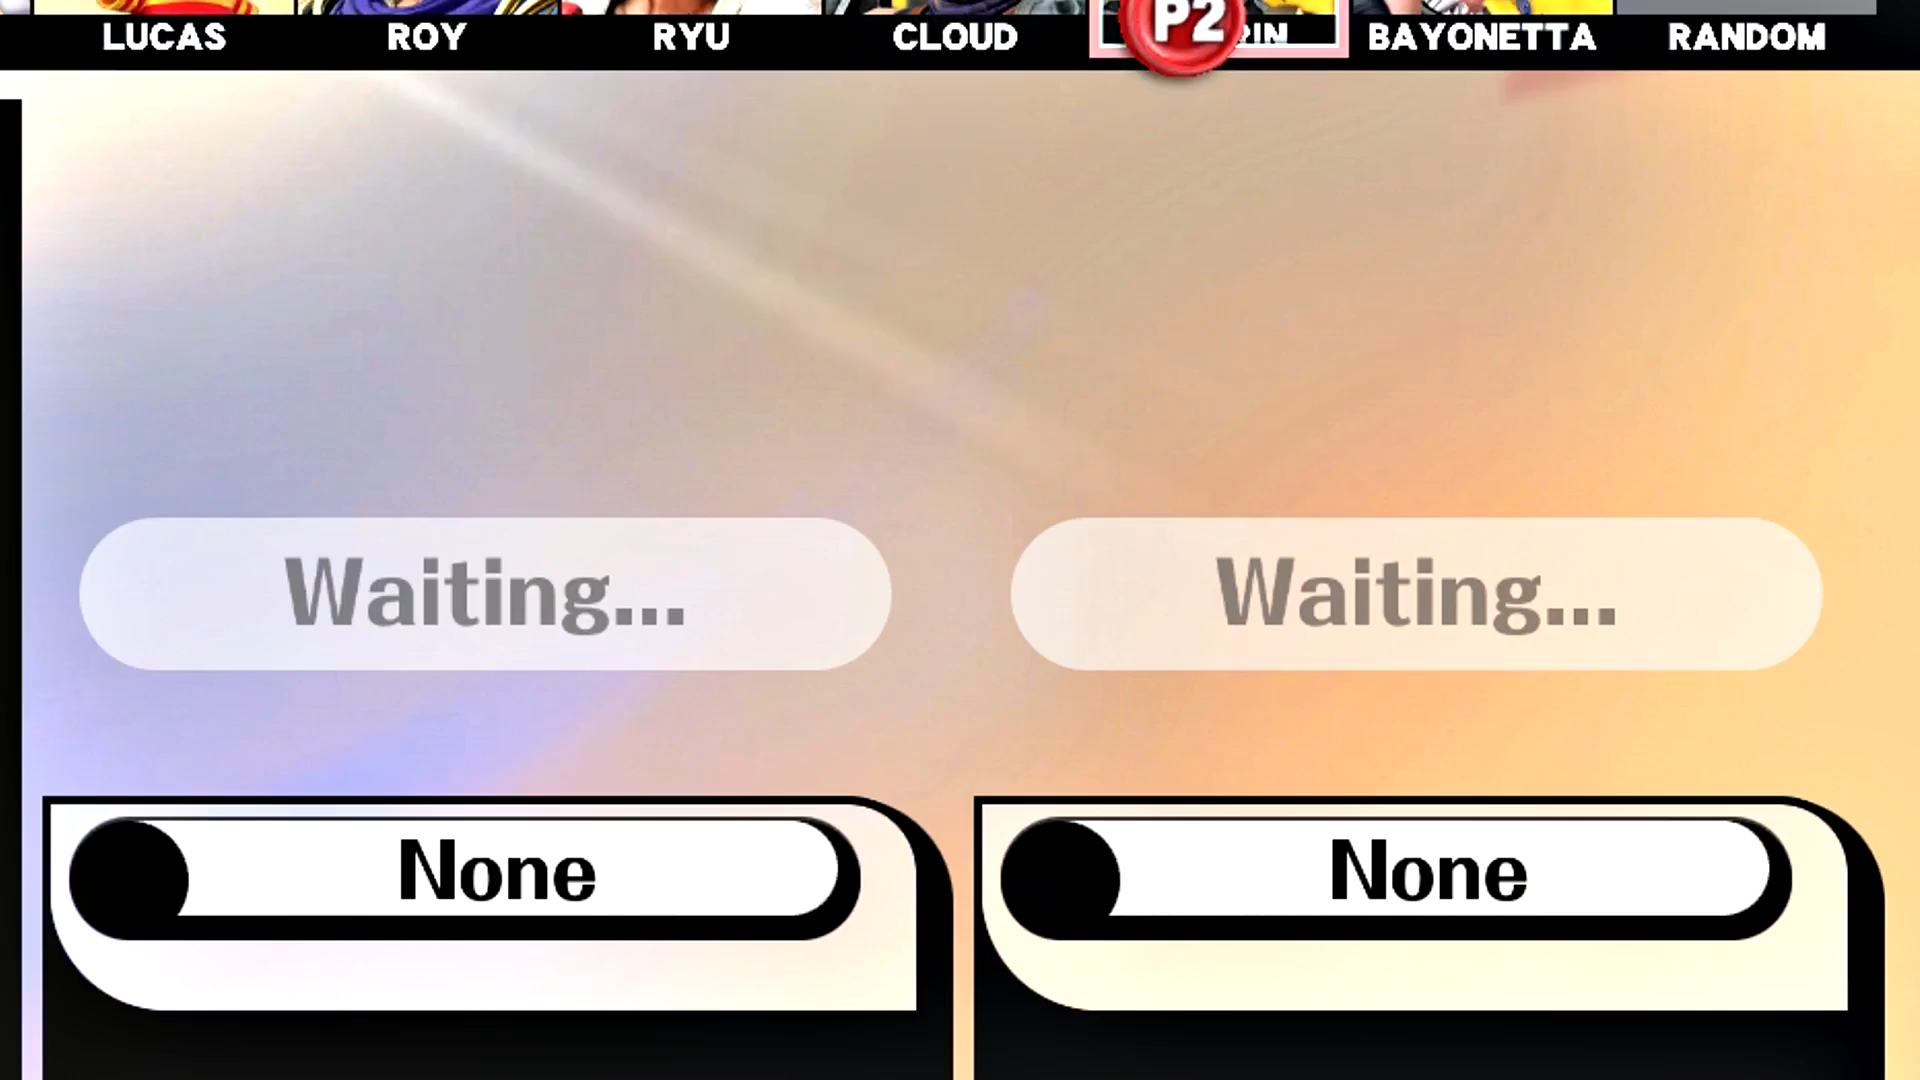 LUCAS ROY RYU CLOUD P2 BAYONETTA RANDOM
Waiting... Waiting...
None None